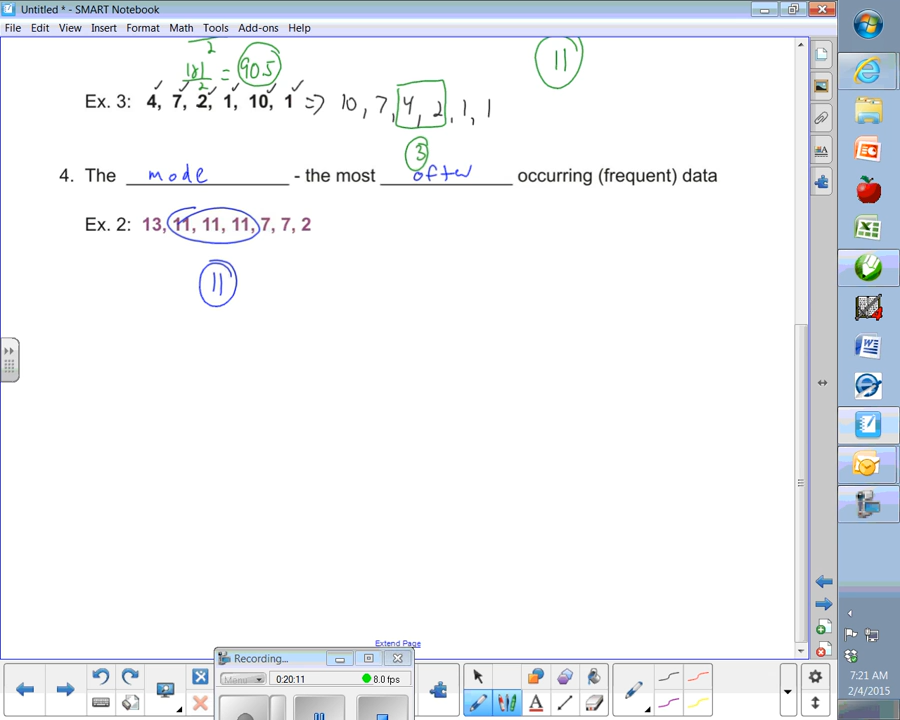 Untitled * - SMART Notebook
File Edit View Insert Format Math Tools Add-ons Help
2
181/2 = 90.5
11
Ex. 3: 4, 7, 2, 1, 10, 1 => 10, 7, 4, 2, 1, 1
3
4. The mode - the most often occurring (frequent) data
Ex. 2: 13, 11, 11, 11, 7, 7, 2
11
Extend Page
Recording...
Menu 0:20:11 8.0 fps
A
7:21 AM
2/4/2015